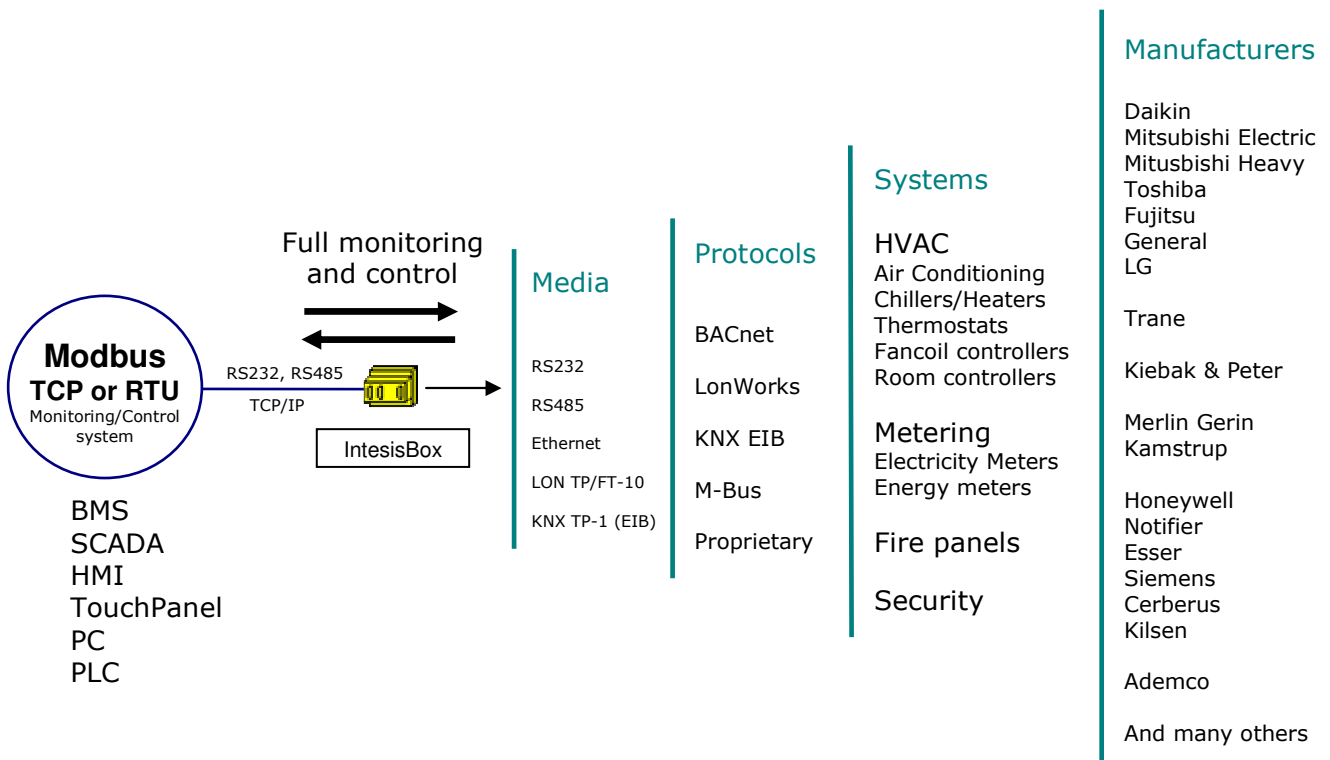 Modbus
TCP or RTU
Monitoring/Control
system
BMS
SCADA
HMI
TouchPanel
PC
PLC
Full monitoring
and control
RS232, RS485
TCP/IP
IntesisBox
Media
RS232
RS485
Ethernet
LON TP/FT-10
KNX TP-1 (EIB)
Protocols
BACnet
LonWorks
KNX EIB
M-Bus
Proprietary
Systems
HVAC
Air Conditioning
Chillers/Heaters
Thermostats
Fancoil controllers
Room controllers
Metering
Electricity Meters
Energy meters
Fire panels
Security
Manufacturers
Daikin
Mitsubishi Electric
Mitusbishi Heavy
Toshiba
Fujitsu
General
LG
Trane
Kiebak & Peter
Merlin Gerin
Kamstrup
Honeywell
Notifier
Esser
Siemens
Cerberus
Kilsen
Ademco
And many others